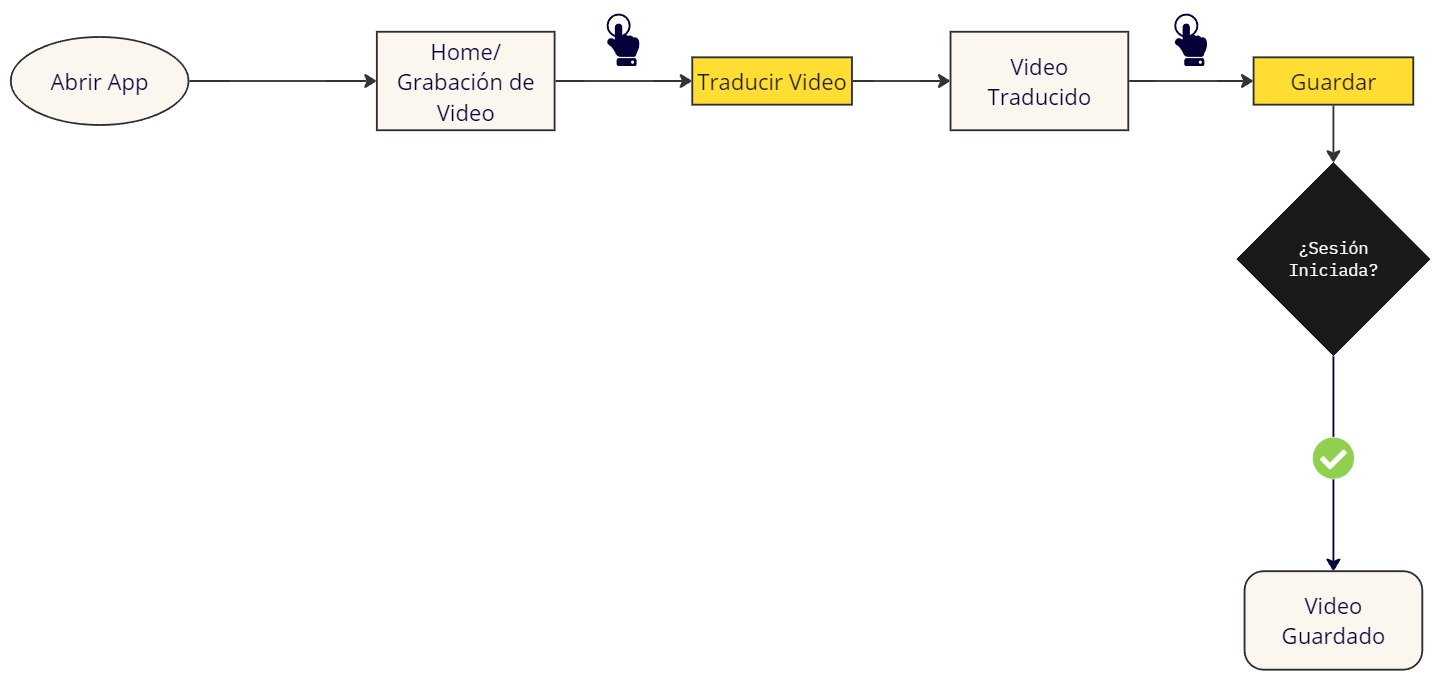 Abrir App
Home/
Grabación de
Video
Traducir Video
Video
Traducido
Guardar
¿Sesión
Iniciada?
Video
Guardado